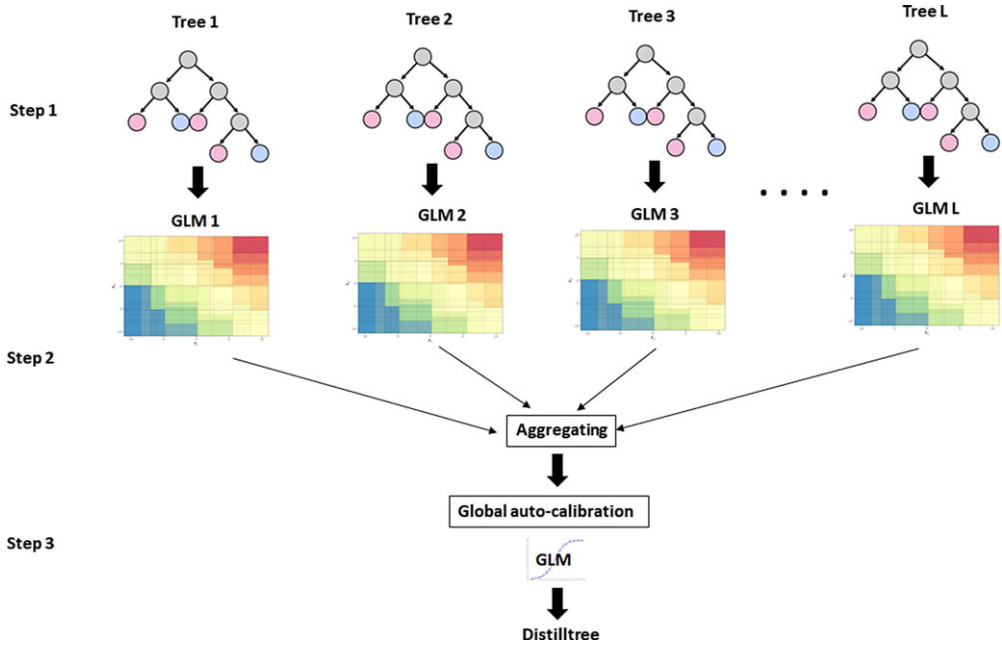 Tree 1
Tree 2
Tree 3
Tree L
Step 1
GLM 1
GLM 2
GLM 3
GLM L
Step 2
Aggregating
Global auto-calibration
Step 3
GLM
Distilltree